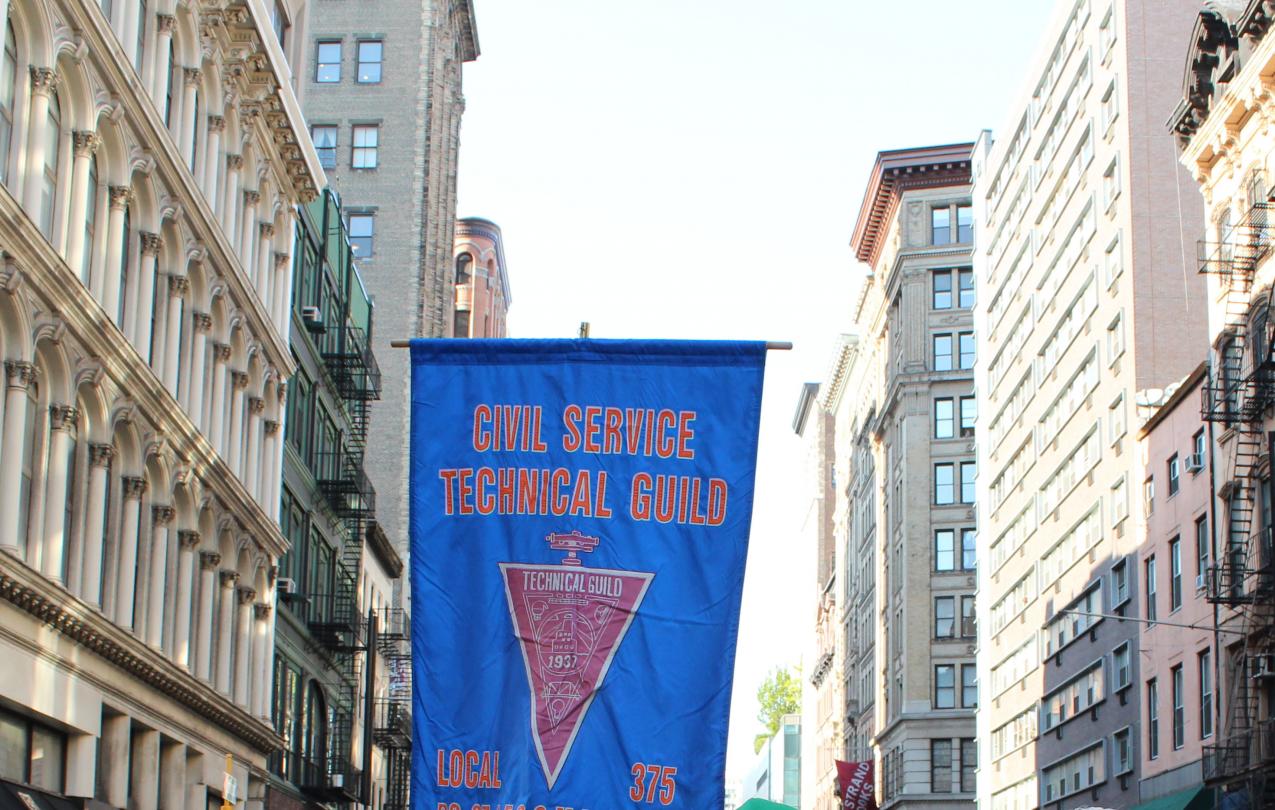 CIVIL SERVICE
TECHNICAL GUILD
TECHNICAL GUILD
1937
LOCAL 375
STRAND